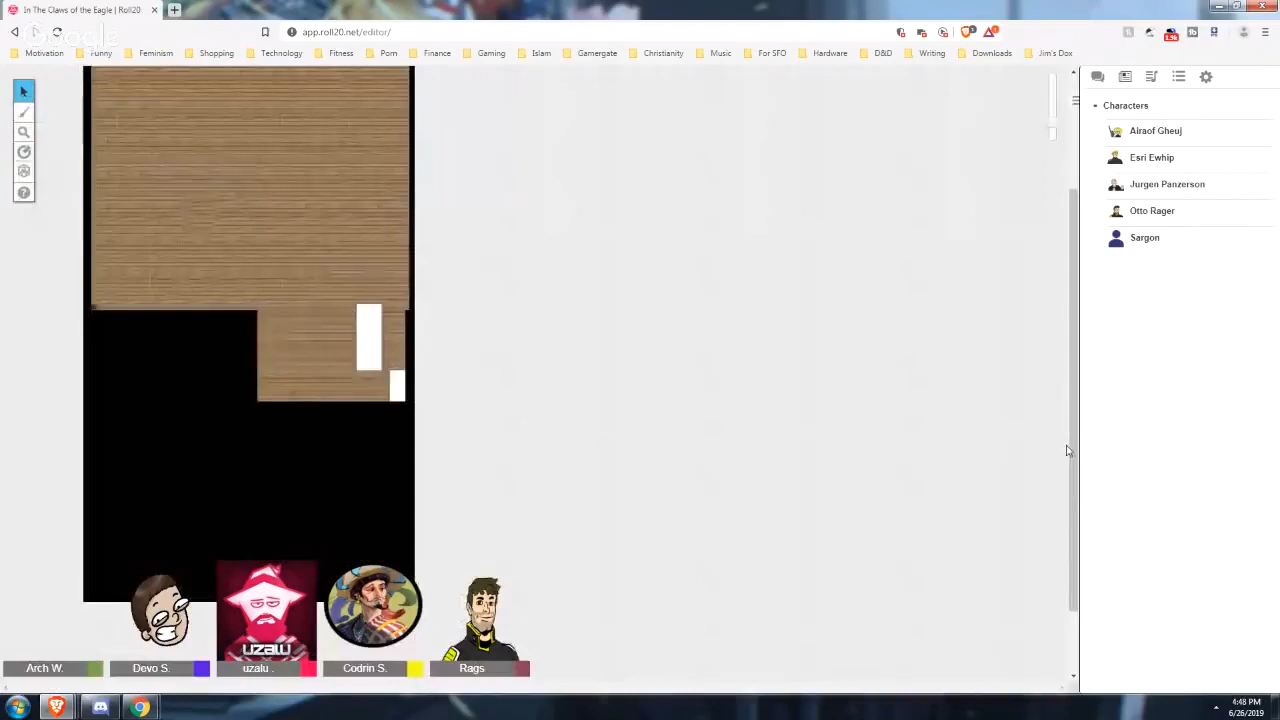 In The Claws of the Eagle | Roll20
app.roll20.net/editor/
Motivation Funny Feminism Shopping Technology Fitness Porn Finance Gaming Islam Gamergate Christianity Music For SFO Hardware D&D Writing Downloads Jim's Dox
Characters
Airaof Gheuj
Esri Ewhip
Jurgen Panzerson
Otto Rager
Sargon
uzalu
Arch W. Devo S. uzalu . Codrin S. Rags
4:48 PM
6/26/2019